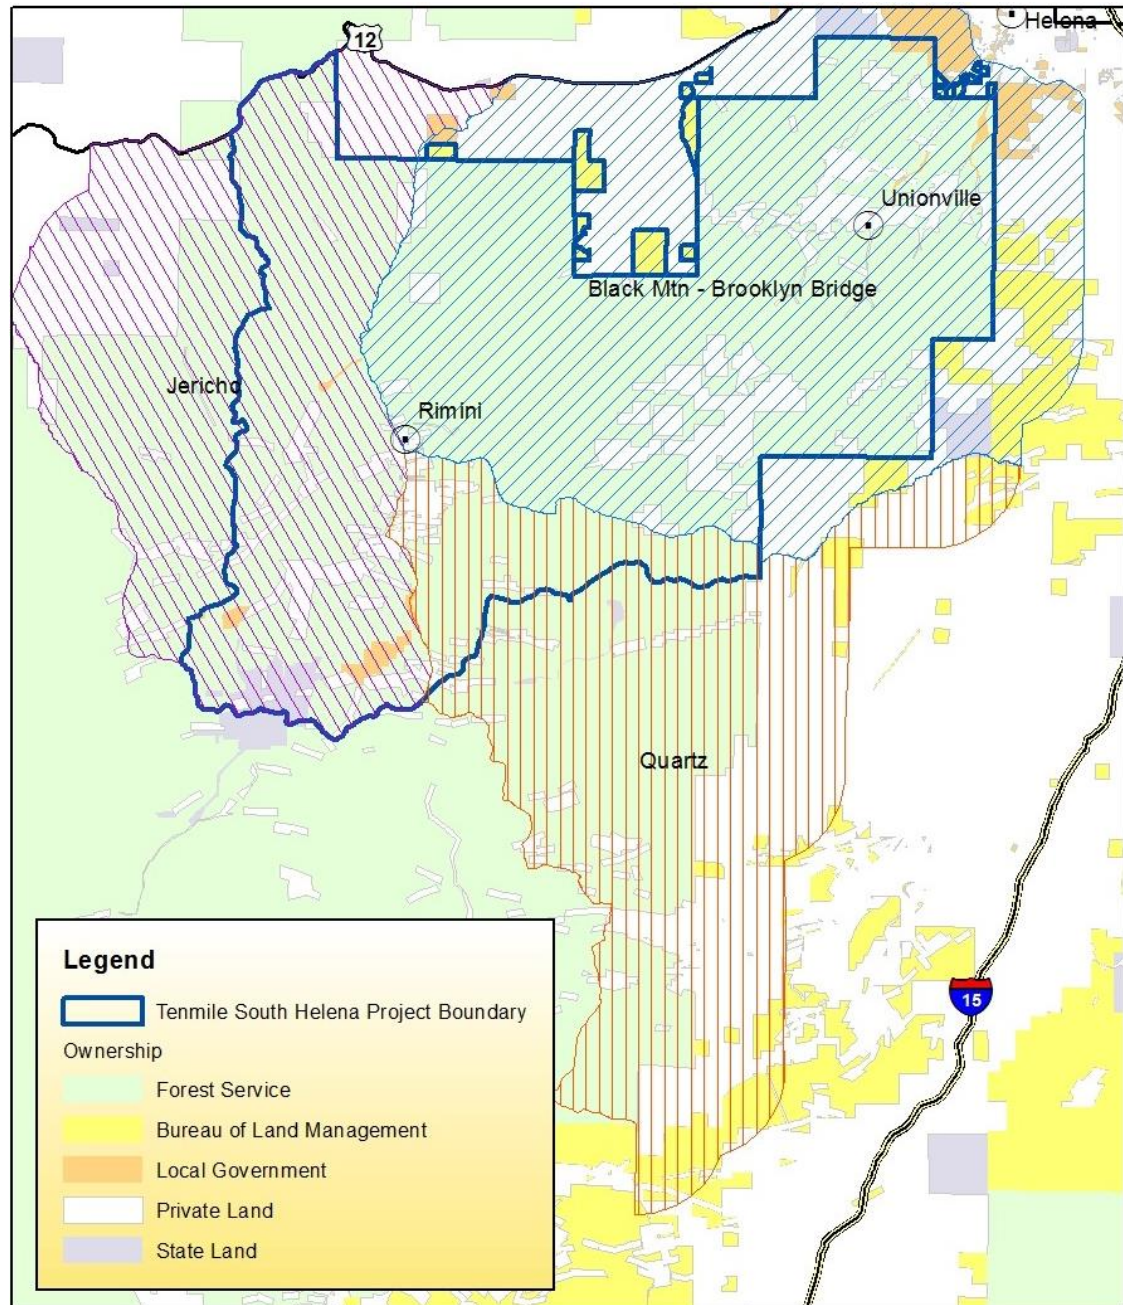 Helena
12
Unionville
Black Mtn - Brooklyn Bridge
Jericho
Rimini
Quartz
15
Legend
Tenmile South Helena Project Boundary
Ownership
Forest Service
Bureau of Land Management
Local Government
Private Land
State Land